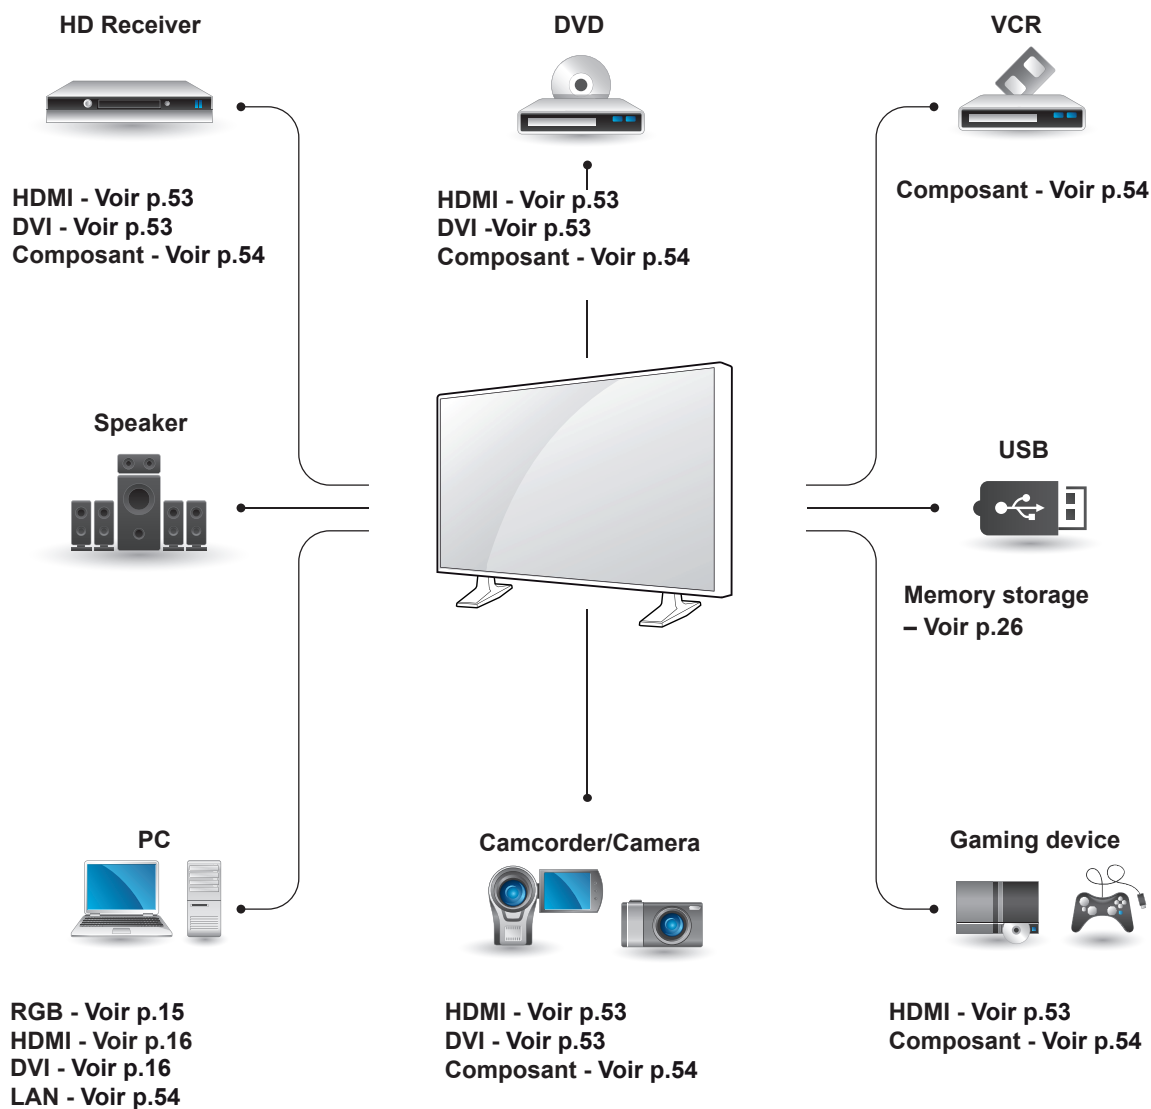 HD Receiver
HDMI - Voir p.53
DVI - Voir p.53
Composant - Voir p.54
DVD
HDMI - Voir p.53
DVI -Voir p.53
Composant - Voir p.54
VCR
Composant - Voir p.54
Speaker
USB
Memory storage
– Voir p.26
PC
RGB - Voir p.15
HDMI - Voir p.16
DVI - Voir p.16
LAN - Voir p.54
Camcorder/Camera
HDMI - Voir p.53
DVI - Voir p.53
Composant - Voir p.54
Gaming device
HDMI - Voir p.53
Composant - Voir p.54